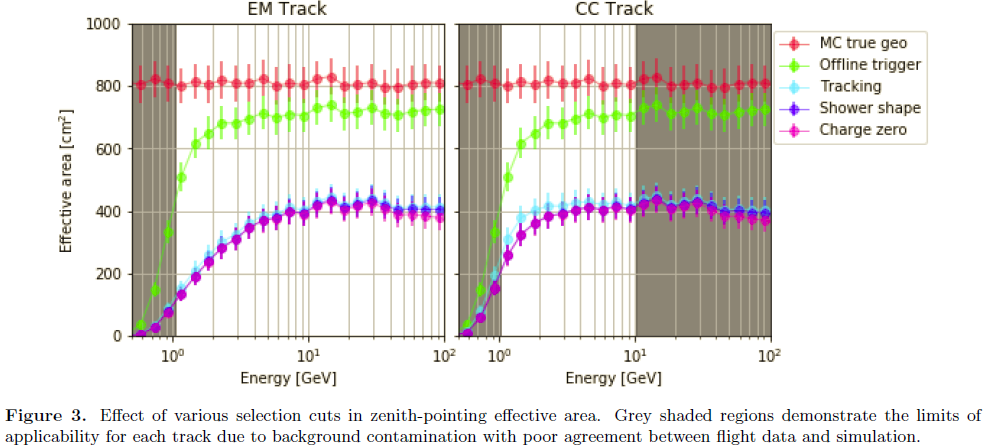 EM Track
CC Track
1000
800
600
400
200
0
Effective area [cm²]
10⁰
10¹
10²
Energy [GeV]
10⁰
10¹
10²
Energy [GeV]
MC true geo
Offline trigger
Tracking
Shower shape
Charge zero
Figure 3. Effect of various selection cuts in zenith-pointing effective area. Grey shaded regions demonstrate the limits of
applicability for each track due to background contamination with poor agreement between flight data and simulation.